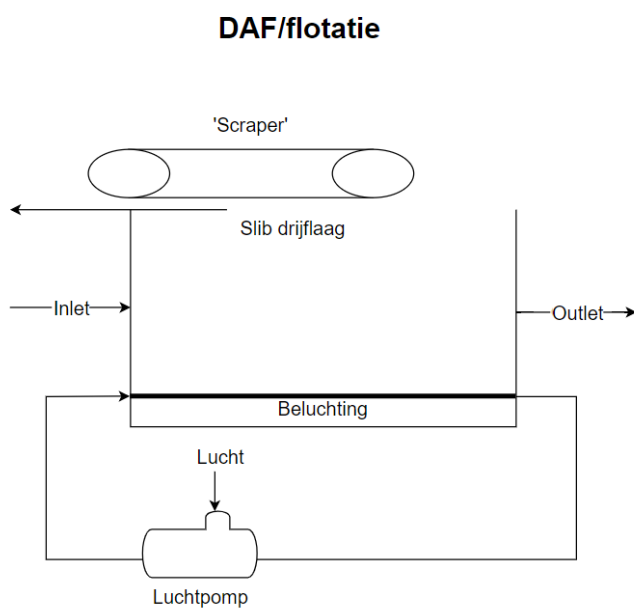 DAF/flotatie
'Scraper'
Slib drijflaag
Inlet
Outlet
Beluchting
Lucht
Luchtpomp